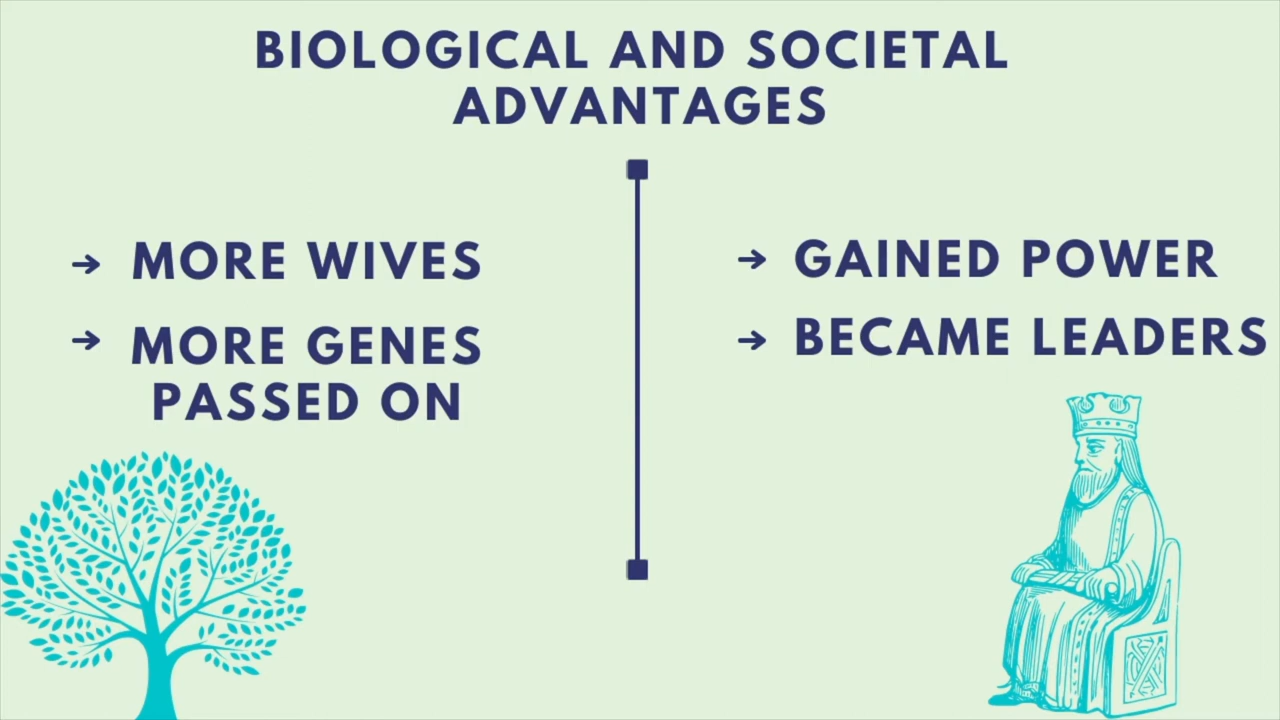 BIOLOGICAL AND SOCIETAL
ADVANTAGES
→ MORE WIVES
→ MORE GENES
PASSED ON
→ GAINED POWER
→ BECAME LEADERS